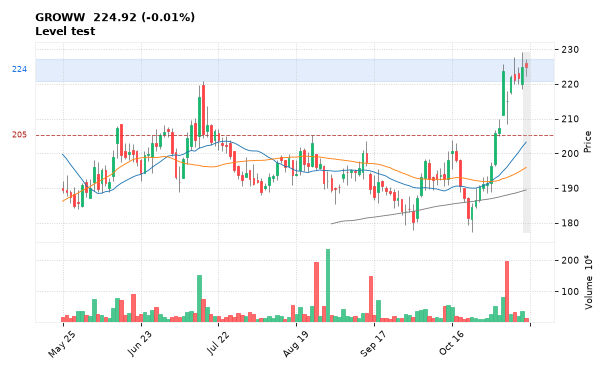 GROWW 224.92 (-0.01%)
Level test
230
224
220
210
205
200
190
180
Price
200
100
Volume 10⁴
May 25
Jun 23
Jul 22
Aug 19
Sep 17
Oct 16